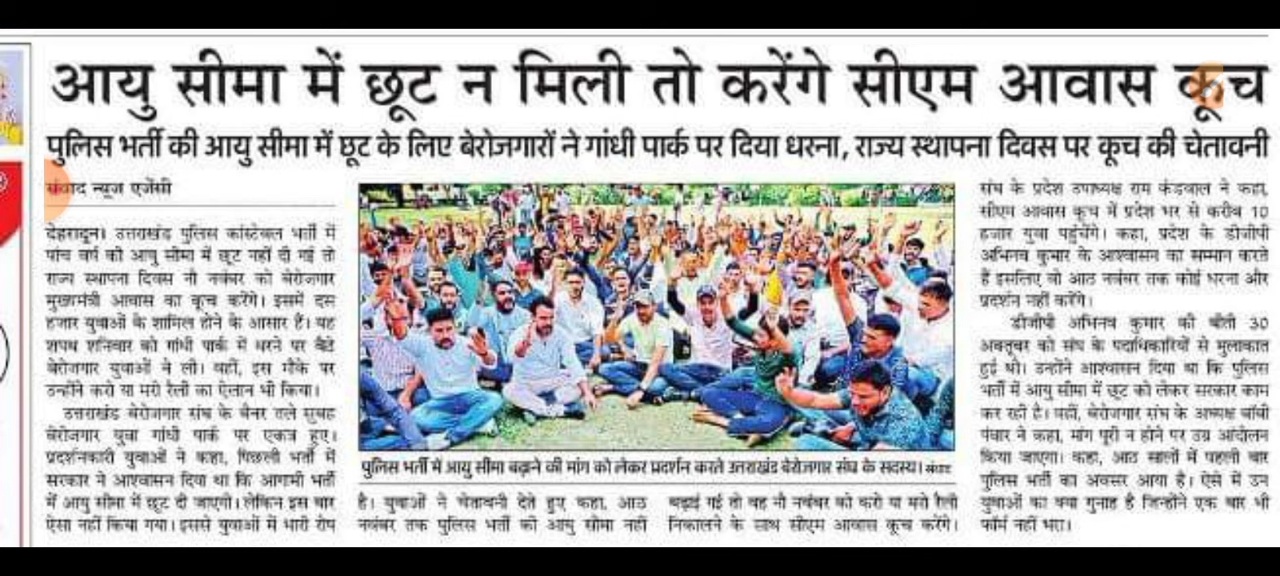 आयु सीमा में छूट न मिली तो करेंगे सीएम आवास कूच
पुलिस भर्ती की आयु सीमा में छूट के लिए बेरोजगारों ने गांधी पार्क पर दिया धरना, राज्य स्थापना दिवस पर कूच की चेतावनी
संवाद न्यूज एजेंसी
देहरादून। उत्तराखंड पुलिस कांस्टेबल भर्ती में
पांच वर्ष की आयु सीमा में छूट नहीं दी गई तो
राज्य स्थापना दिवस नौ नवंबर को बेरोजगार
मुख्यमंत्री आवास का कूच करेंगे। इसमें दस
हजार युवाओं के शामिल होने के आसार हैं। यह
शपथ शनिवार को गांधी पार्क में धरने पर बैठे
बेरोजगार युवाओं ने ली। वहीं, इस मौके पर
उन्होंने करो या मरो रैली का ऐलान भी किया।
उत्तराखंड बेरोजगार संघ के बैनर तले सुबह
बेरोजगार युवा गांधी पार्क पर एकत्र हुए।
प्रदर्शनकारी युवाओं ने कहा, पिछली भर्ती में
सरकार ने आश्वासन दिया था कि आगामी भर्ती
में आयु सीमा में छूट दी जाएगी। लेकिन इस बार
ऐसा नहीं किया गया। इससे युवाओं में भारी रोष
पुलिस भर्ती में आयु सीमा बढ़ाने की मांग को लेकर प्रदर्शन करते उत्तराखंड बेरोजगार संघ के सदस्य। संवाद
है। युवाओं ने चेतावनी देते हुए कहा, आठ
नवंबर तक पुलिस भर्ती की आयु सीमा नहीं
बढ़ाई गई तो वह नौ नवंबर को करो या मरो रैली
निकालने के साथ सीएम आवास कूच करेंगे।
संघ के प्रदेश उपाध्यक्ष राम कंडवाल ने कहा,
सीएम आवास कूच में प्रदेश भर से करीब 10
हजार युवा पहुंचेंगे। कहा, प्रदेश के डीजीपी
अभिनव कुमार के आश्वासन का सम्मान करते
हैं इसलिए वो आठ नवंबर तक कोई धरना और
प्रदर्शन नहीं करेंगे।
डीजीपी अभिनव कुमार की बीती 30
अक्तूबर को संघ के पदाधिकारियों से मुलाकात
हुई थी। उन्होंने आश्वासन दिया था कि पुलिस
भर्ती में आयु सीमा में छूट को लेकर सरकार काम
कर रही है। वहीं, बेरोजगार संघ के अध्यक्ष बॉबी
पंवार ने कहा, मांग पूरी न होने पर उग्र आंदोलन
किया जाएगा। कहा, आठ सालों में पहली बार
पुलिस भर्ती का अवसर आया है। ऐसे में उन
युवाओं का क्या गुनाह है जिन्होंने एक बार भी
फॉर्म नहीं भरा।